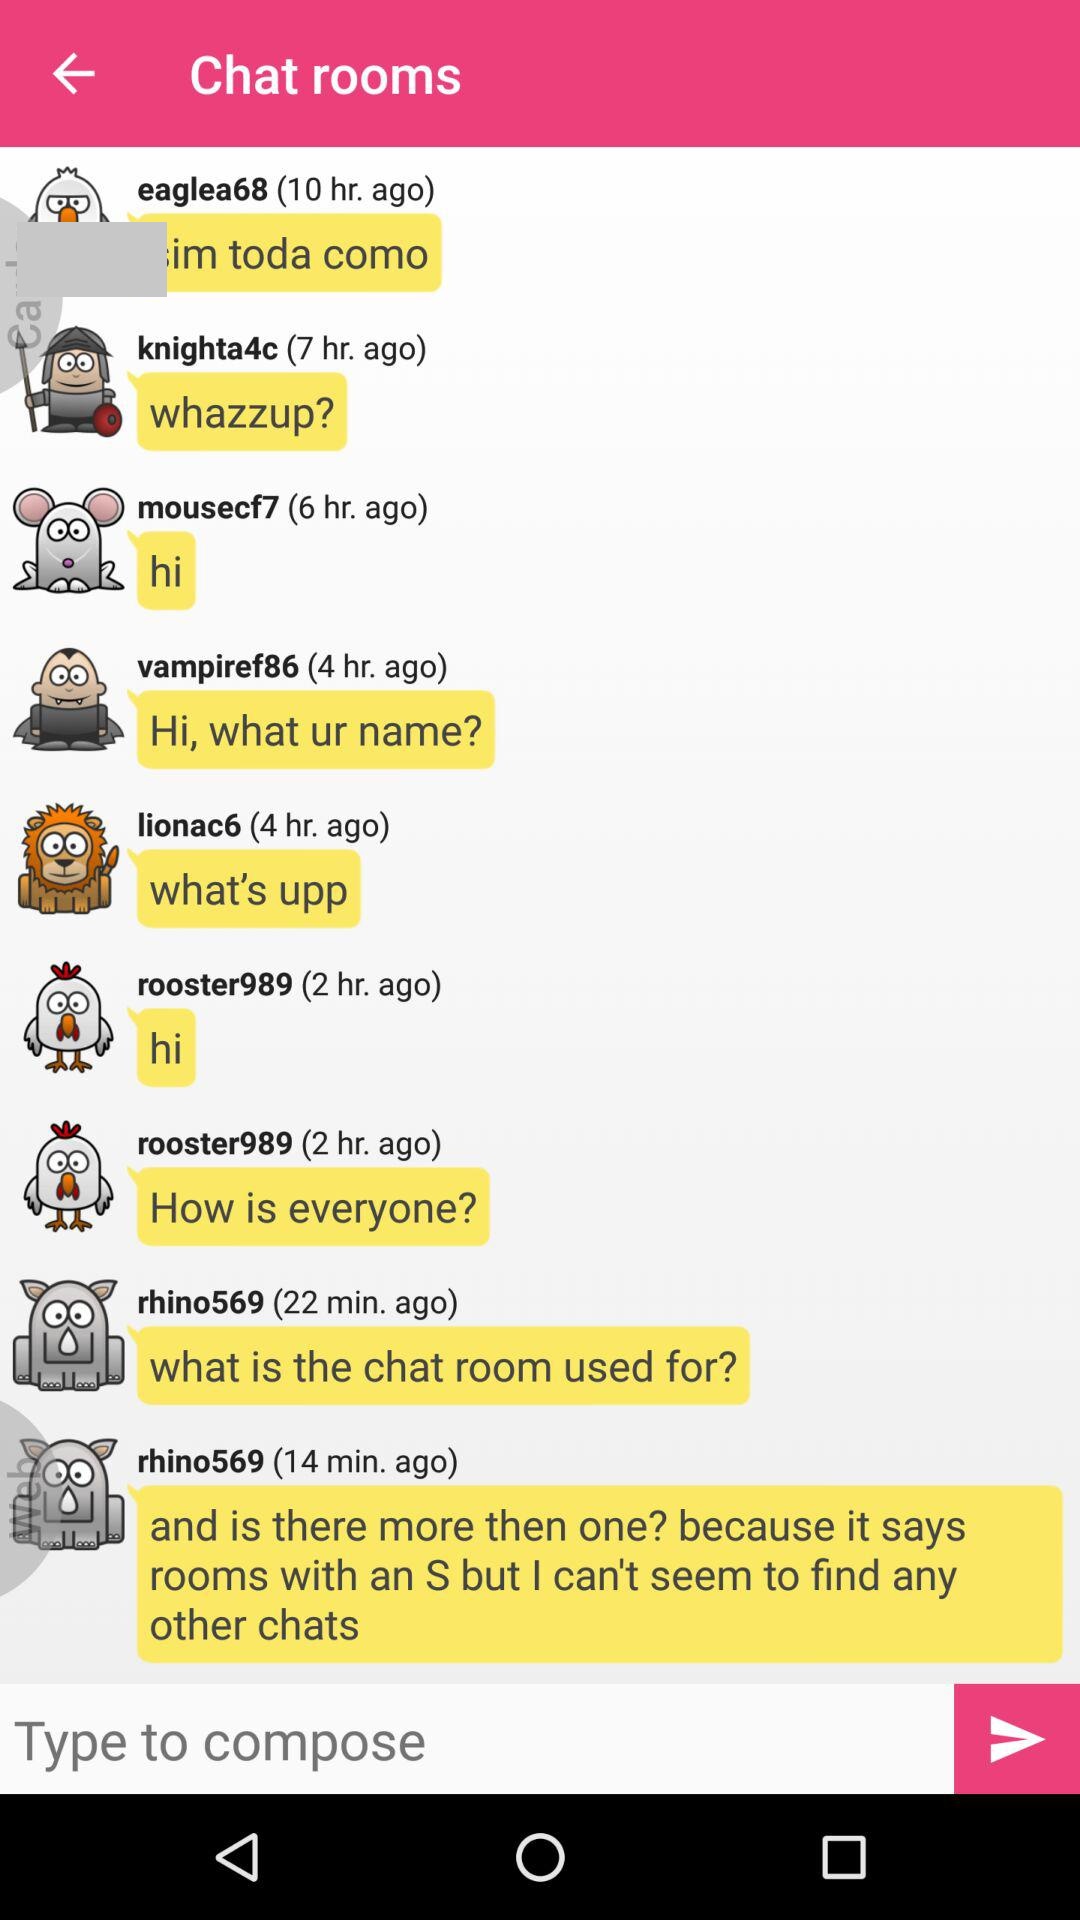 Chat rooms
eaglea68 (10 hr. ago)
toda como
knighta4c (7 hr. ago)
whazzup?
mousecf7 (6 hr. ago)
hi
vampiref86 (4 hr. ago)
Hi, what ur name?
lionac6 (4 hr. ago)
what’s upp
rooster989 (2 hr. ago)
hi
rooster989 (2 hr. ago)
How is everyone?
rhino569 (22 min. ago)
what is the chat room used for?
Web
rhino569 (14 min. ago)
and is there more then one? because it says
rooms with an S but I can't seem to find any
other chats
Type to compose